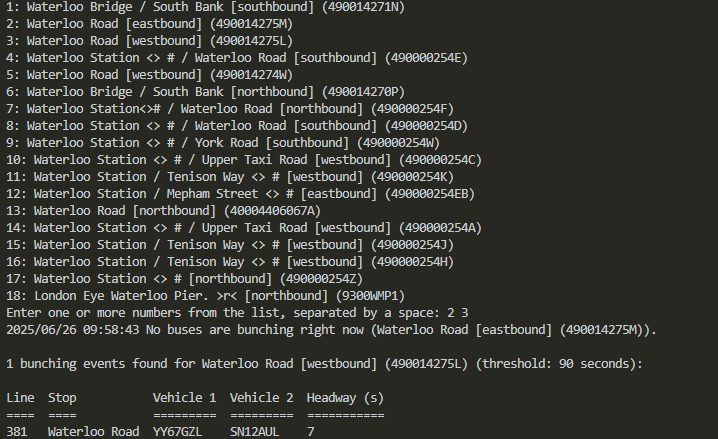 1: Waterloo Bridge / South Bank [southbound] (490014271N)
2: Waterloo Road [eastbound] (490014275M)
3: Waterloo Road [westbound] (490014275L)
4: Waterloo Station <> # / Waterloo Road [southbound] (490000254E)
5: Waterloo Road [westbound] (490014274W)
6: Waterloo Bridge / South Bank [northbound] (490014270P)
7: Waterloo Station<># / Waterloo Road [northbound] (490000254F)
8: Waterloo Station <> # / Waterloo Road [southbound] (490000254D)
9: Waterloo Station <> # / York Road [southbound] (490000254W)
10: Waterloo Station <> # / Upper Taxi Road [westbound] (490000254C)
11: Waterloo Station / Tenison Way <> # [westbound] (490000254K)
12: Waterloo Station / Mepham Street <> # [eastbound] (490000254EB)
13: Waterloo Road [northbound] (40004406067A)
14: Waterloo Station <> # / Upper Taxi Road [westbound] (490000254A)
15: Waterloo Station / Tenison Way <> # [westbound] (490000254J)
16: Waterloo Station / Tenison Way <> # [westbound] (490000254H)
17: Waterloo Station <> # [northbound] (490000254Z)
18: London Eye Waterloo Pier. >r< [northbound] (9300WMP1)
Enter one or more numbers from the list, separated by a space: 2 3
2025/06/26 09:58:43 No buses are bunching right now (Waterloo Road [eastbound] (490014275M)).
1 bunching events found for Waterloo Road [westbound] (490014275L) (threshold: 90 seconds):
Line  Stop           Vehicle 1  Vehicle 2  Headway (s)
====  ====           =========  =========  ===========
381   Waterloo Road  YY67GZL    SN12AUL    7